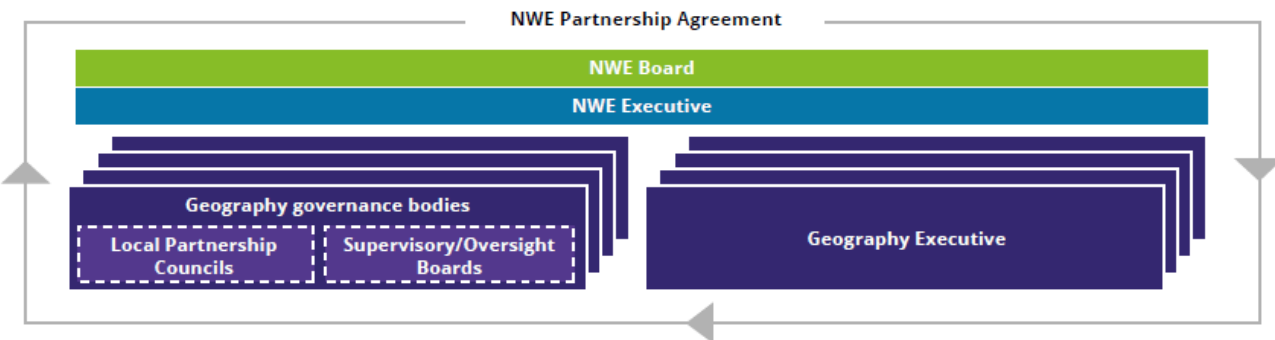 NWE Partnership Agreement
NWE Board
NWE Executive
Geography governance bodies
Local Partnership
Councils
Supervisory/Oversight
Boards
Geography Executive